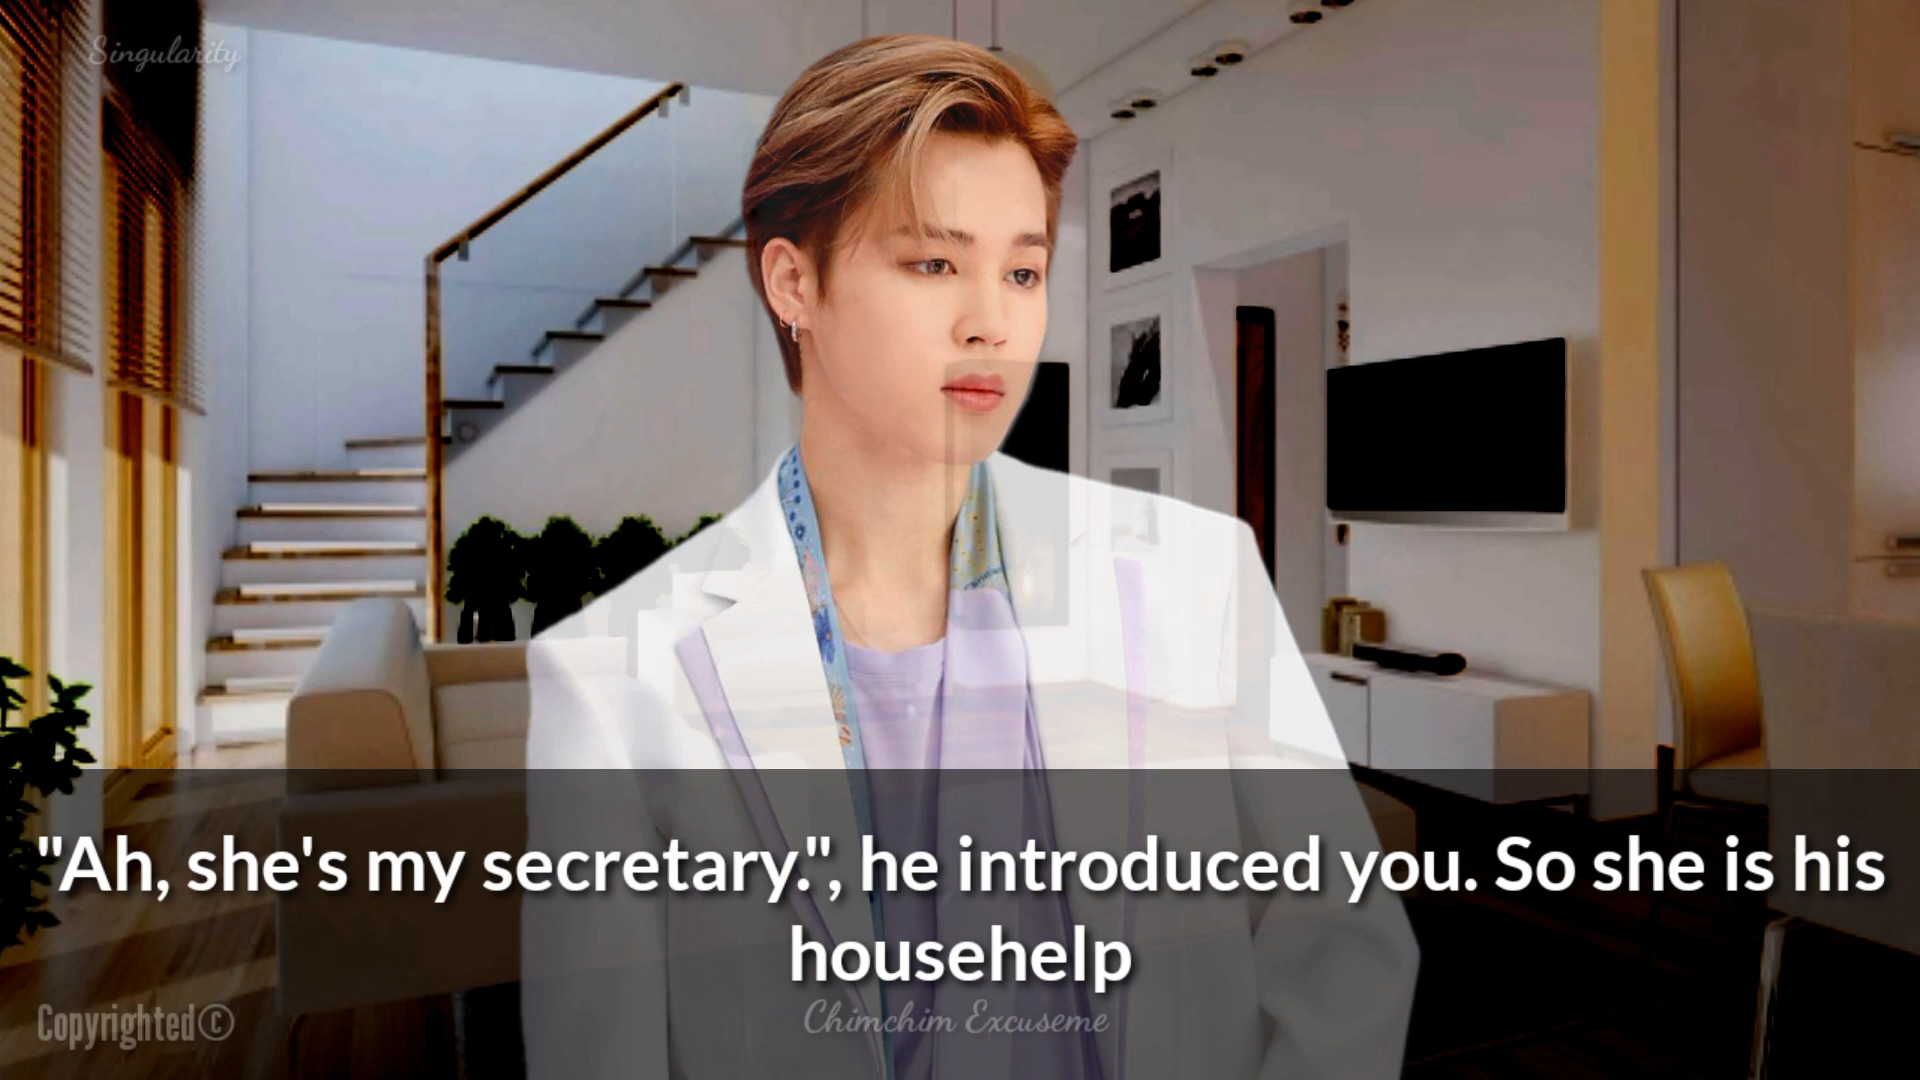 Singularity
"Ah, she's my secretary.", he introduced you. So she is his
househelp
Copyrighted©
Chimchim Excuseme